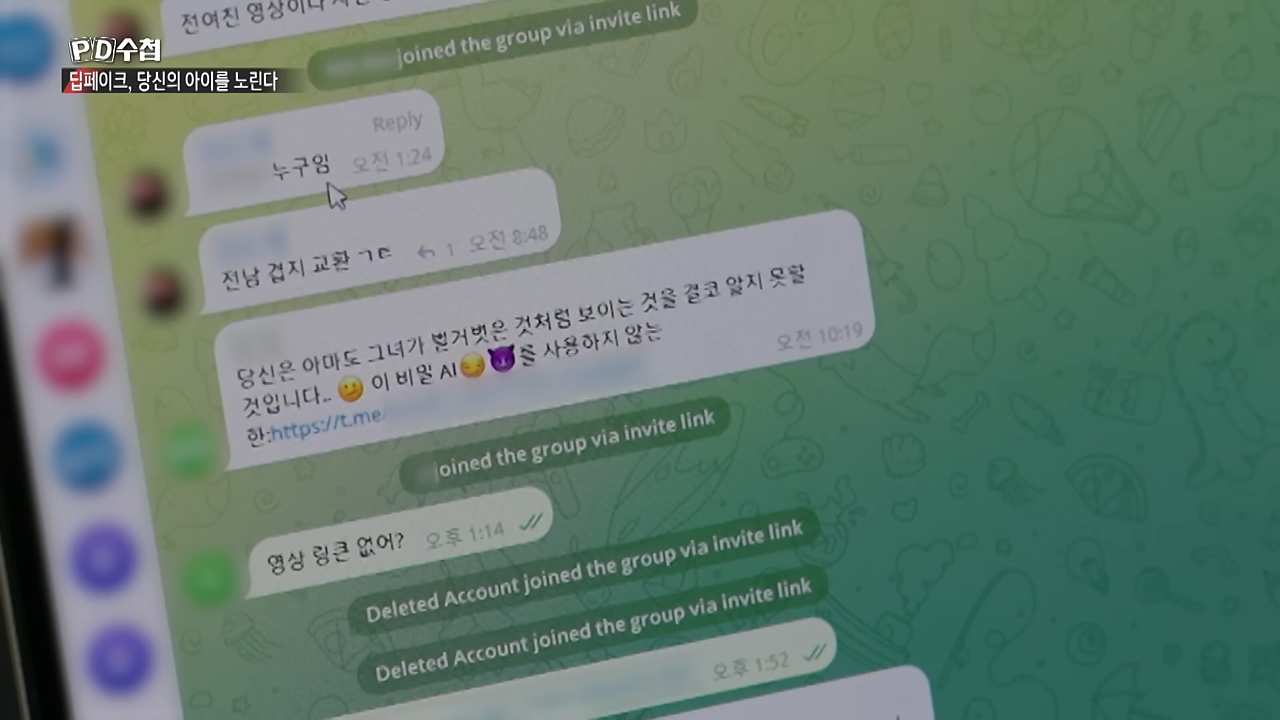 PD수첩
딥페이크, 당신의 아이를 노린다
전여친 영상이나
joined the group via invite link
Reply
누구임 오전 1:24
전남 겁지 교환 ㄱㄷ 1 오전 8:48
당신은 아마도 그녀가 벌거벗은 것처럼 보이는 것을 결코 알지 못할
것입니다.. 🫤 이 비밀 AI😏😈를 사용하지 않는
한:https://t.me/
오전 10:19
oined the group via invite link
영상 링큰 없어? 오후 1:14
Deleted Account joined the group via invite link
Deleted Account joined the group via invite link
오후 1:52